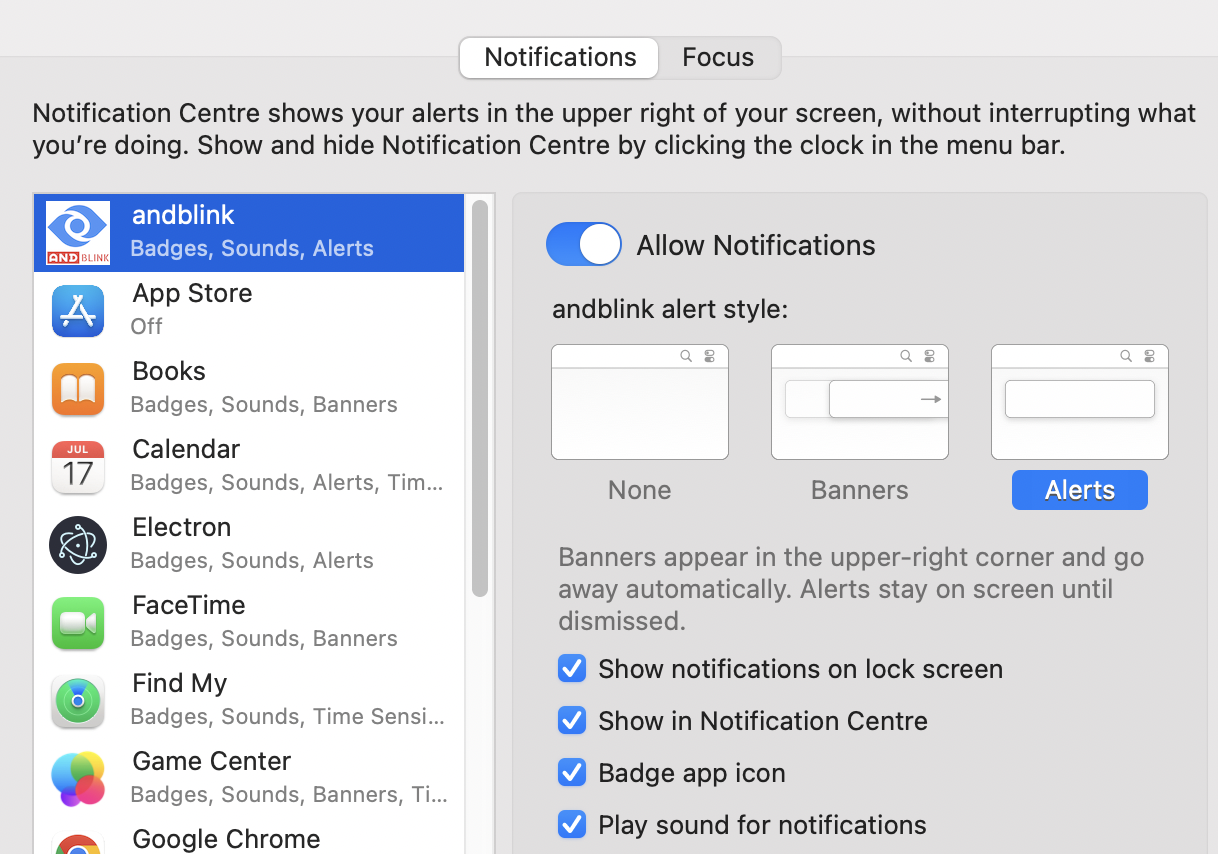 Notifications
Focus
Notification Centre shows your alerts in the upper right of your screen, without interrupting what
you’re doing. Show and hide Notification Centre by clicking the clock in the menu bar.
AND BLINK
andblink
Badges, Sounds, Alerts
App Store
Off
Books
Badges, Sounds, Banners
JUL
17
Calendar
Badges, Sounds, Alerts, Tim...
Electron
Badges, Sounds, Alerts
FaceTime
Badges, Sounds, Banners
Find My
Badges, Sounds, Time Sensi...
Game Center
Badges, Sounds, Banners, Ti...
Google Chrome
Allow Notifications
andblink alert style:
None
Banners
Alerts
Banners appear in the upper-right corner and go
away automatically. Alerts stay on screen until
dismissed.
Show notifications on lock screen
Show in Notification Centre
Badge app icon
Play sound for notifications